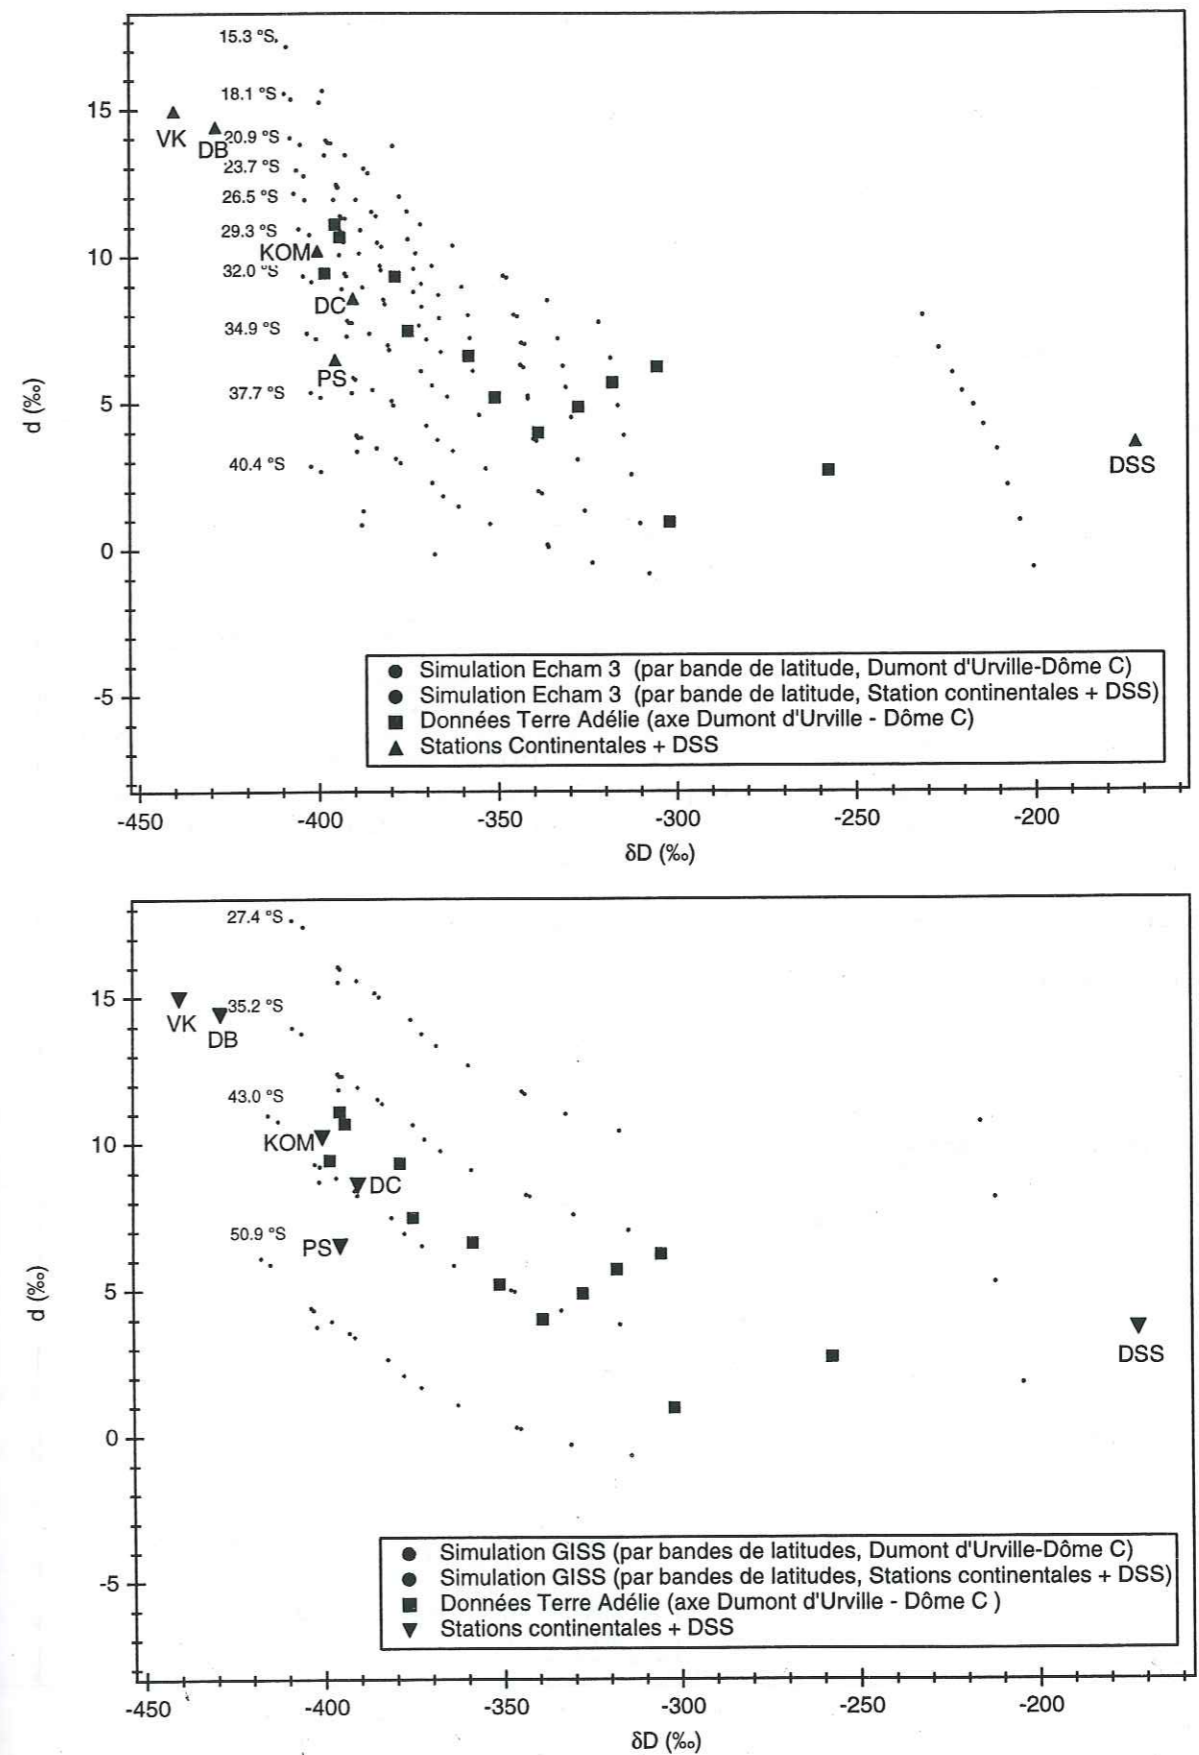 15.3 °S
18.1 °S
15
VK
DB
20.9 °S
23.7 °S
26.5 °S
29.3 °S
10
KOM
32.0 °S
DC
34.9 °S
PS
37.7 °S
5
d (‰)
40.4 °S
DSS
0
-5
Simulation Echam 3 (par bande de latitude, Dumont d'Urville-Dôme C)
Simulation Echam 3 (par bande de latitude, Station continentales + DSS)
Données Terre Adélie (axe Dumont d'Urville - Dôme C)
Stations Continentales + DSS
-450 -400 -350 -300 -250 -200
δD (‰)
27.4 °S
15
35.2 °S
VK
DB
43.0 °S
10
KOM
DC
50.9 °S
PS
5
d (‰)
DSS
0
-5
Simulation GISS (par bandes de latitudes, Dumont d'Urville-Dôme C)
Simulation GISS (par bandes de latitudes, Stations continentales + DSS)
Données Terre Adélie (axe Dumont d'Urville - Dôme C )
Stations continentales + DSS
-450 -400 -350 -300 -250 -200
δD (‰)